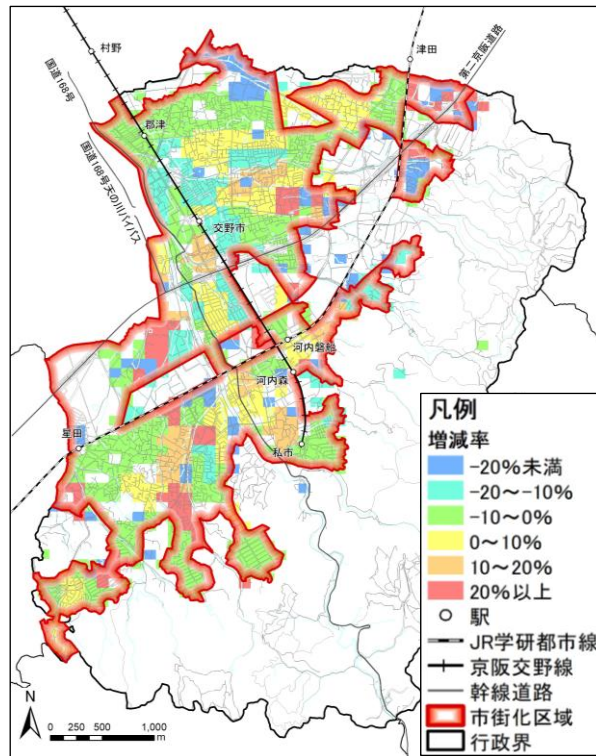 村野
津田
第二京阪道路
国道168号
郡津
国道168号天の川バイパス
交野市
河内磐船
河内森
星田
私市
凡例
増減率
-20%未満
-20～-10%
-10～0%
0～10%
10～20%
20%以上
駅
JR学研都市線
京阪交野線
幹線道路
市街化区域
行政界
N
0 250 500 1,000
m